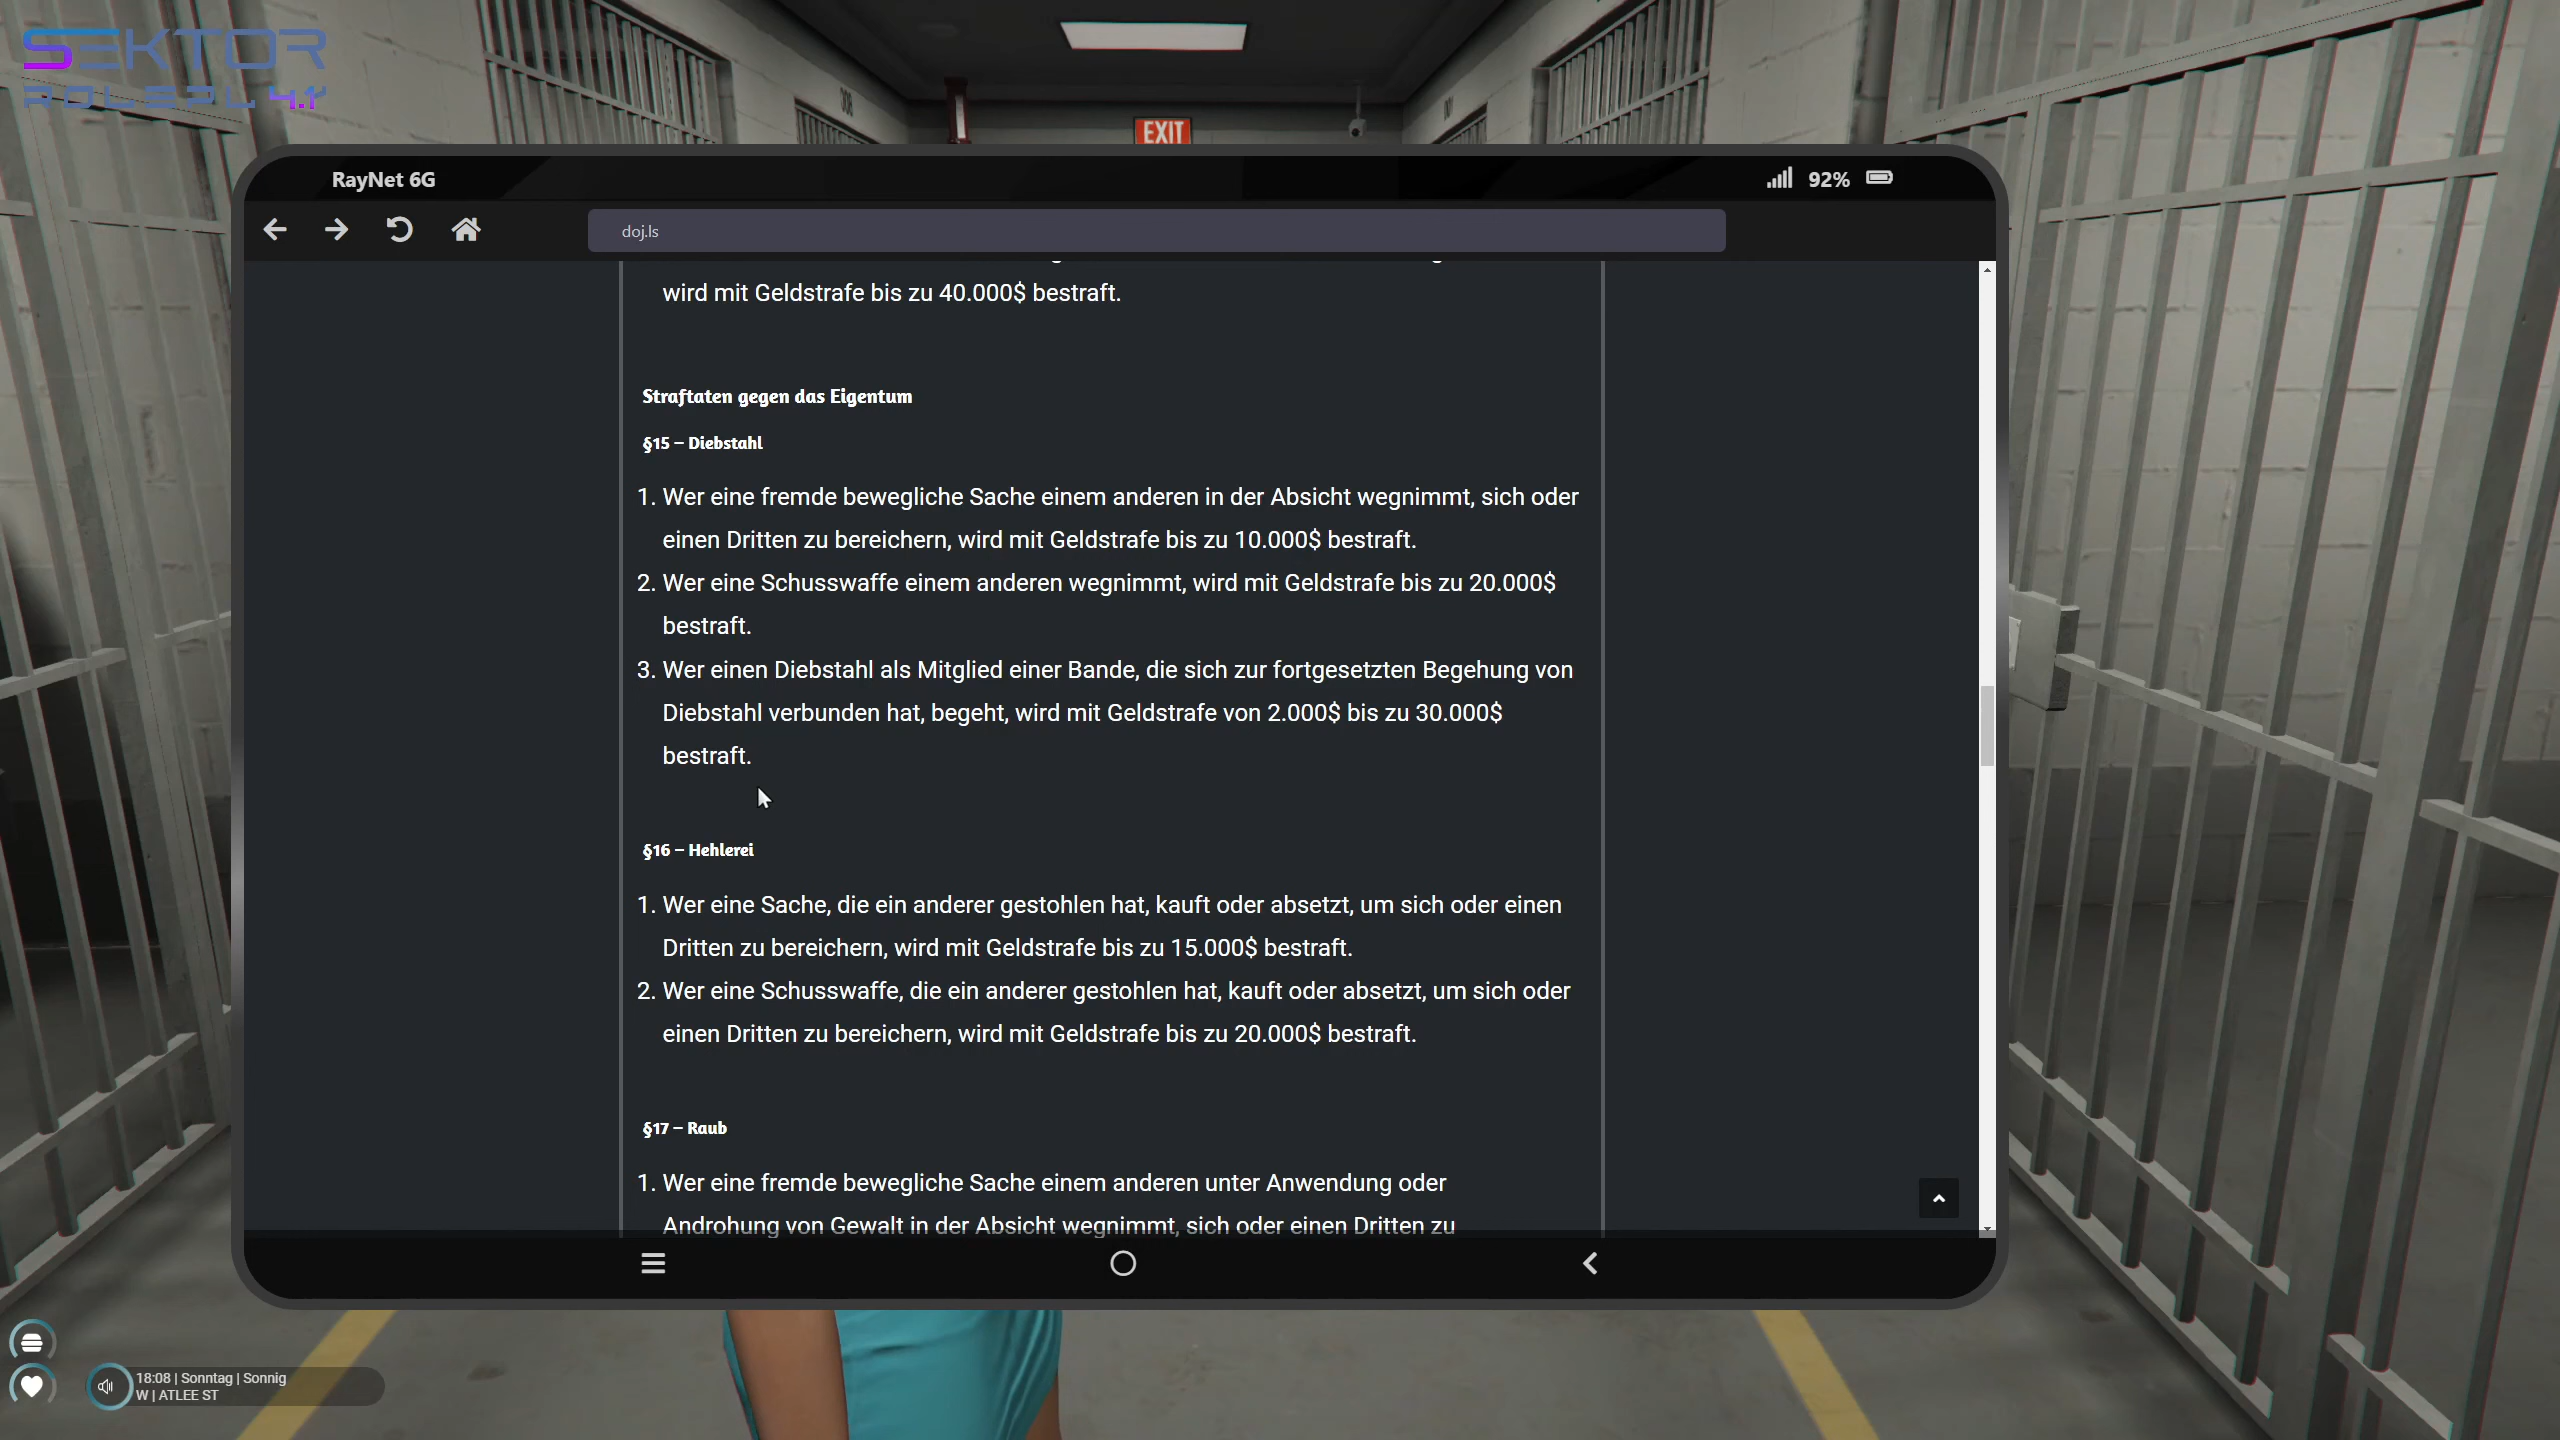 SEKTOR
ROLEPL4.Y
EXIT
RayNet 6G
92%
doj.ls
wird mit Geldstrafe bis zu 40.000$ bestraft.
Straftaten gegen das Eigentum
§15 – Diebstahl
1. Wer eine fremde bewegliche Sache einem anderen in der Absicht wegnimmt, sich oder
einen Dritten zu bereichern, wird mit Geldstrafe bis zu 10.000$ bestraft.
2. Wer eine Schusswaffe einem anderen wegnimmt, wird mit Geldstrafe bis zu 20.000$
bestraft.
3. Wer einen Diebstahl als Mitglied einer Bande, die sich zur fortgesetzten Begehung von
Diebstahl verbunden hat, begeht, wird mit Geldstrafe von 2.000$ bis zu 30.000$
bestraft.
§16 – Hehlerei
1. Wer eine Sache, die ein anderer gestohlen hat, kauft oder absetzt, um sich oder einen
Dritten zu bereichern, wird mit Geldstrafe bis zu 15.000$ bestraft.
2. Wer eine Schusswaffe, die ein anderer gestohlen hat, kauft oder absetzt, um sich oder
einen Dritten zu bereichern, wird mit Geldstrafe bis zu 20.000$ bestraft.
§17 – Raub
1. Wer eine fremde bewegliche Sache einem anderen unter Anwendung oder
Androhung von Gewalt in der Absicht wegnimmt, sich oder einen Dritten zu
18:08 | Sonntag | Sonnig
W | ATLEE ST